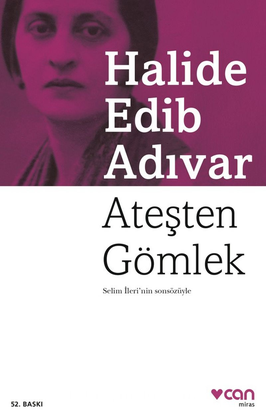 Halide
Edib
Adıvar
Ateşten
Gömlek
Selim İleri'nin sonsözüyle
52. BASKI
can
miras